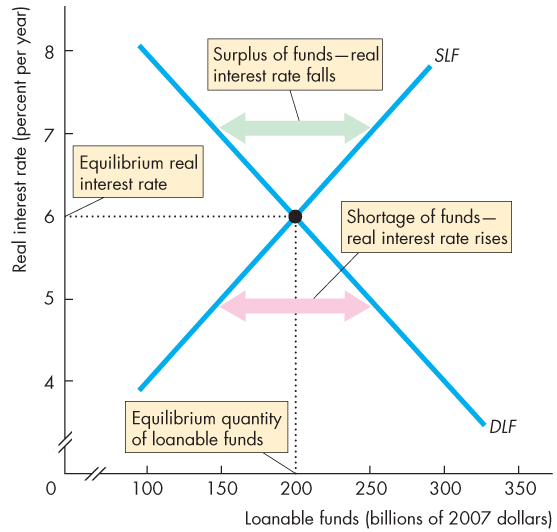 Real interest rate (percent per year)
8
7
6
5
4
0
Surplus of funds—real
interest rate falls
SLF
Equilibrium real
interest rate
Shortage of funds—
real interest rate rises
Equilibrium quantity
of loanable funds
DLF
100
150
200
250
300
350
Loanable funds (billions of 2007 dollars)